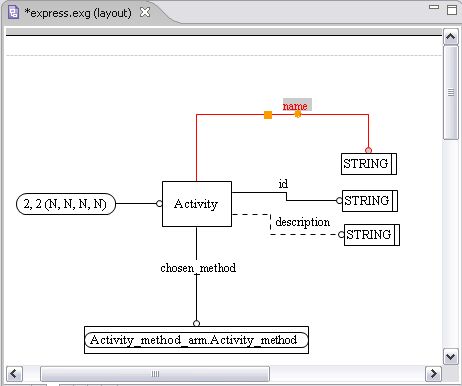 *express.exg (layout)
name
STRING
id
2, 2 (N, N, N, N)
Activity
STRING
description
STRING
chosen_method
Activity_method_arm.Activity_method